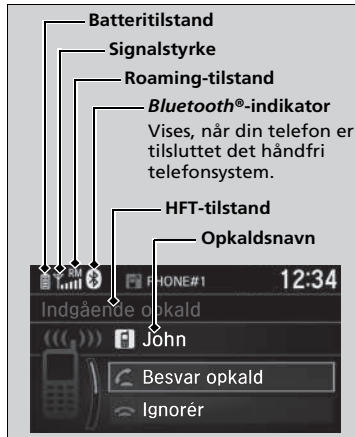 Batteritilstand
Signalstyrke
Roaming-tilstand
Bluetooth®-indikator
Vises, når din telefon er
tilsluttet det håndfri
telefonsystem.
HFT-tilstand
Opkaldsnavn
RM PHONE#1 12:34
Indgående opkald
John
Besvar opkald
Ignorér